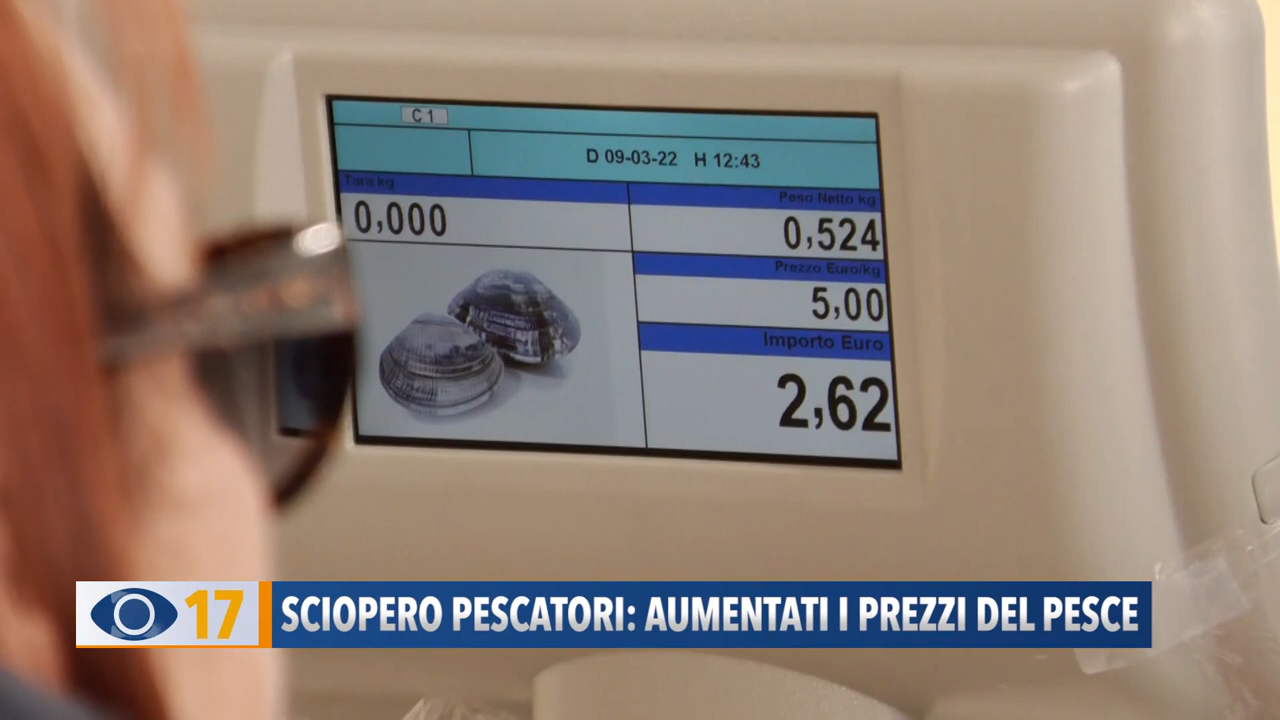 C 1
D 09-03-22 H 12:43
Tara kg
0,000
Peso Netto kg
0,524
Prezzo Euro/kg
5,00
Importo Euro
2,62
17 SCIOPERO PESCATORI: AUMENTATI I PREZZI DEL PESCE